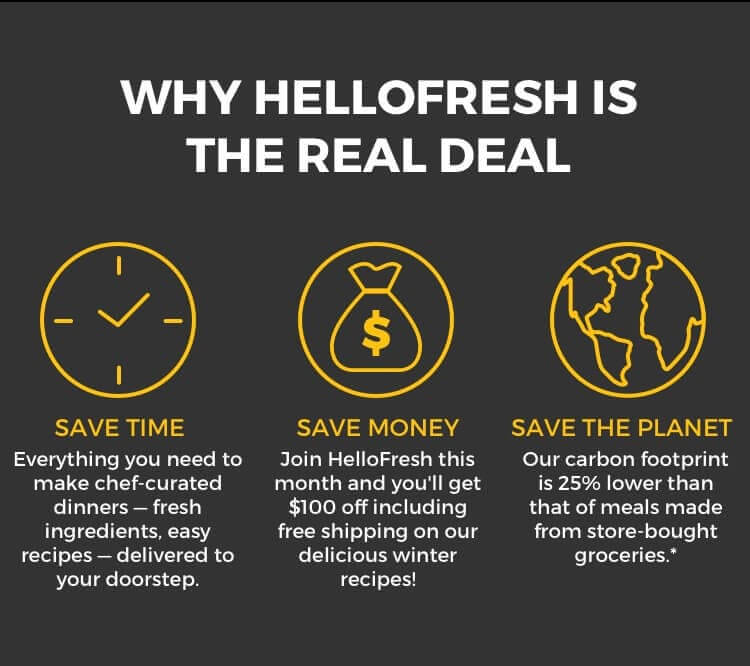 WHY HELLOFRESH IS
THE REAL DEAL
$
SAVE TIME
Everything you need to
make chef-curated
dinners — fresh
ingredients, easy
recipes — delivered to
your doorstep.
SAVE MONEY
Join HelloFresh this
month and you'll get
$100 off including
free shipping on our
delicious winter
recipes!
SAVE THE PLANET
Our carbon footprint
is 25% lower than
that of meals made
from store-bought
groceries.*